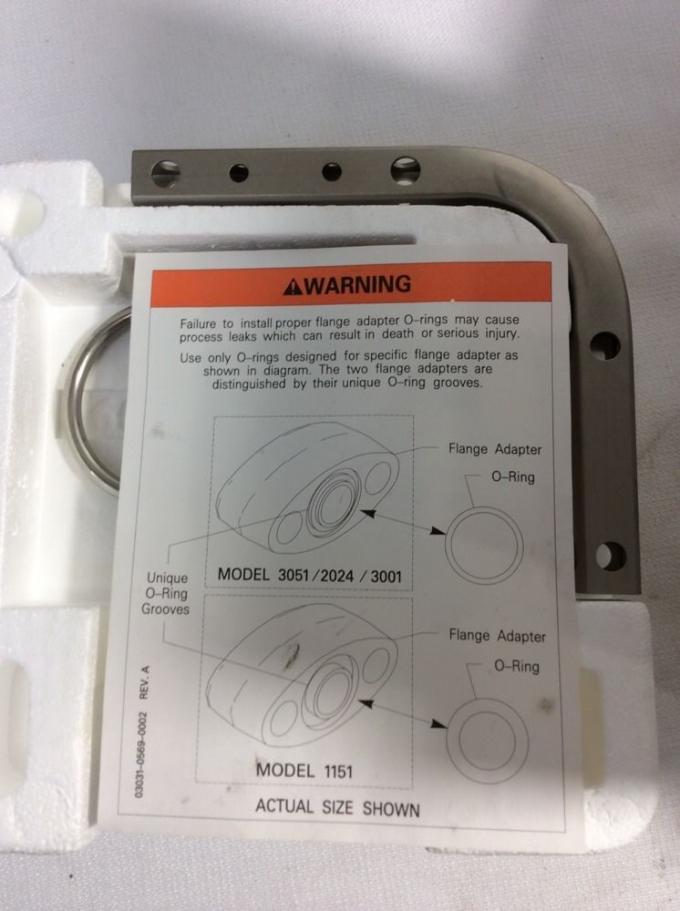 WARNING
Failure to install proper flange adapter O-rings may cause
process leaks which can result in death or serious injury.
Use only O-rings designed for specific flange adapter as
shown in diagram. The two flange adapters are
distinguished by their unique O-ring grooves.
Flange Adapter
O-Ring
MODEL 3051/2024/3001
Unique
O-Ring
Grooves
Flange Adapter
O-Ring
MODEL 1151
ACTUAL SIZE SHOWN
03031-0569-0002 REV. A